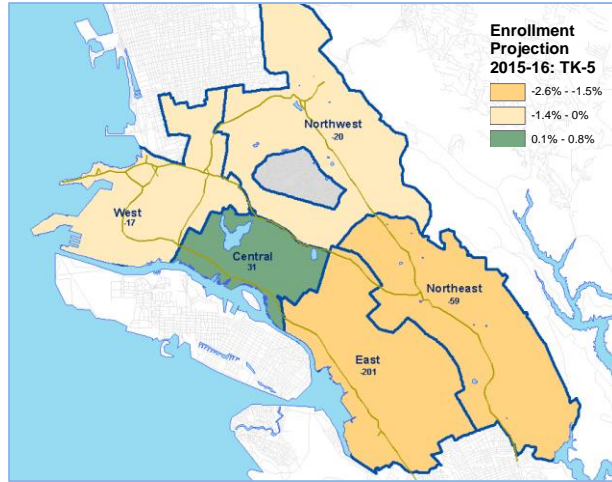 Enrollment
Projection
2015-16: TK-5
-2.6% - -1.5%
-1.4% - 0%
0.1% - 0.8%
Northwest
-20
West
-17
Central
31
Northeast
-59
East
-201